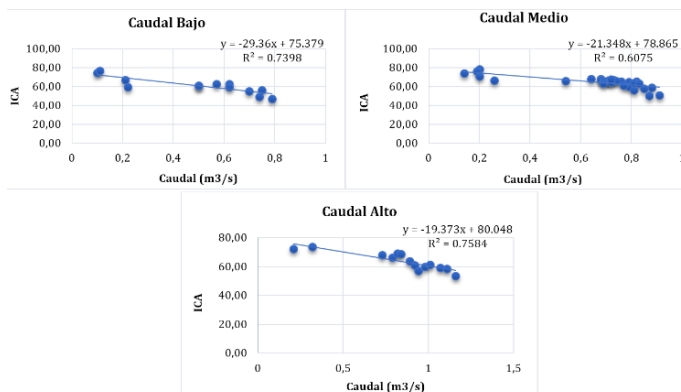 Caudal Bajo
y = -29.36x + 75.379
R² = 0.7398
100,00
80,00
60,00
40,00
20,00
0,00
ICA
0 0,2 0,4 0,6 0,8 1
Caudal (m3/s)
Caudal Medio
y = -21.348x + 78.865
R² = 0.6075
100,00
80,00
60,00
40,00
20,00
0,00
ICA
0 0,2 0,4 0,6 0,8 1
Caudal (m3/s)
Caudal Alto
y = -19.373x + 80.048
R² = 0.7584
80,00
60,00
40,00
20,00
0,00
ICA
0 0,5 1 1,5
Caudal (m3/s)